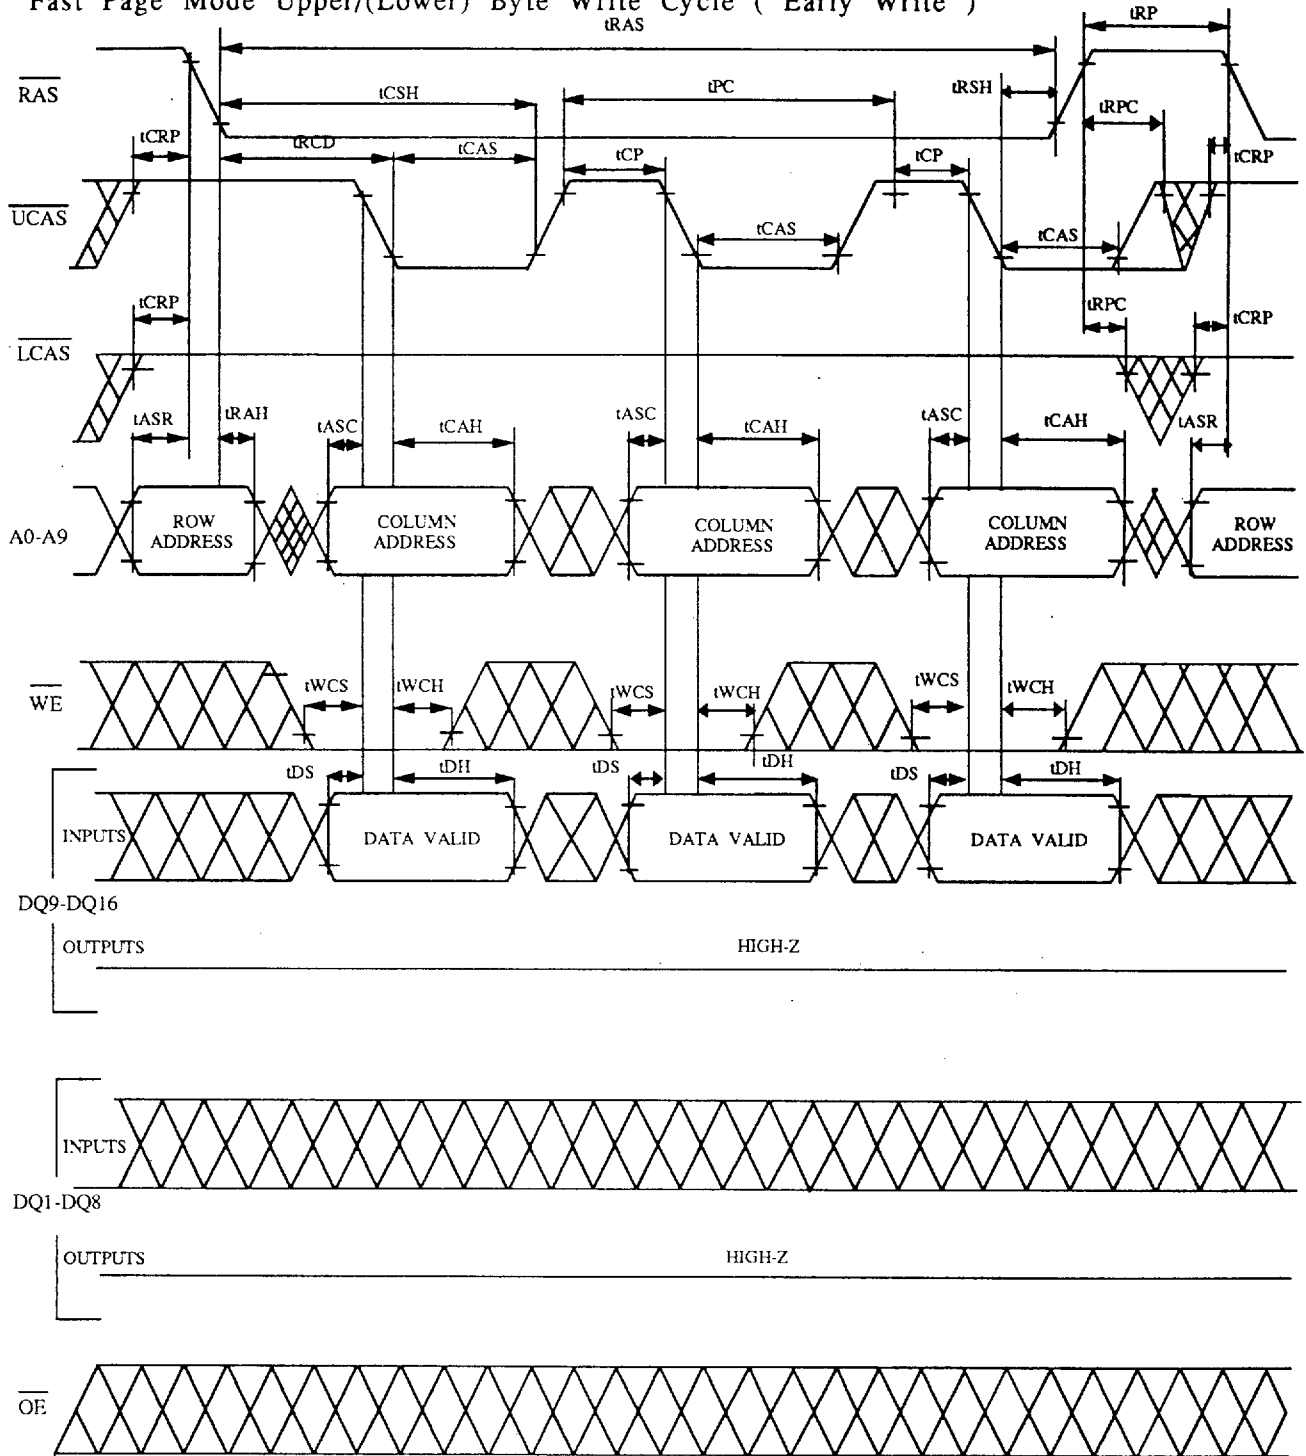 Fast Page Mode Upper/(Lower) Byte Write Cycle ( Early Write )
tRAS
tRP
RAS
tCSH
tPC
tRSH
tRPC
tCRP
tRCD
tCAS
tCP
tCP
tCRP
UCAS
tCAS
tCAS
tCRP
tRPC
tCRP
LCAS
tASR
tRAH
tASC
tCAH
tASC
tCAH
tASC
tCAH
tASR
A0-A9
ROW
ADDRESS
COLUMN
ADDRESS
COLUMN
ADDRESS
COLUMN
ADDRESS
ROW
ADDRESS
WE
tWCS
tWCH
tWCS
tWCH
tWCS
tWCH
tDS
tDH
tDS
tDH
tDS
tDH
INPUTS
DATA VALID
DATA VALID
DATA VALID
DQ9-DQ16
OUTPUTS
HIGH-Z
INPUTS
DQ1-DQ8
OUTPUTS
HIGH-Z
OE